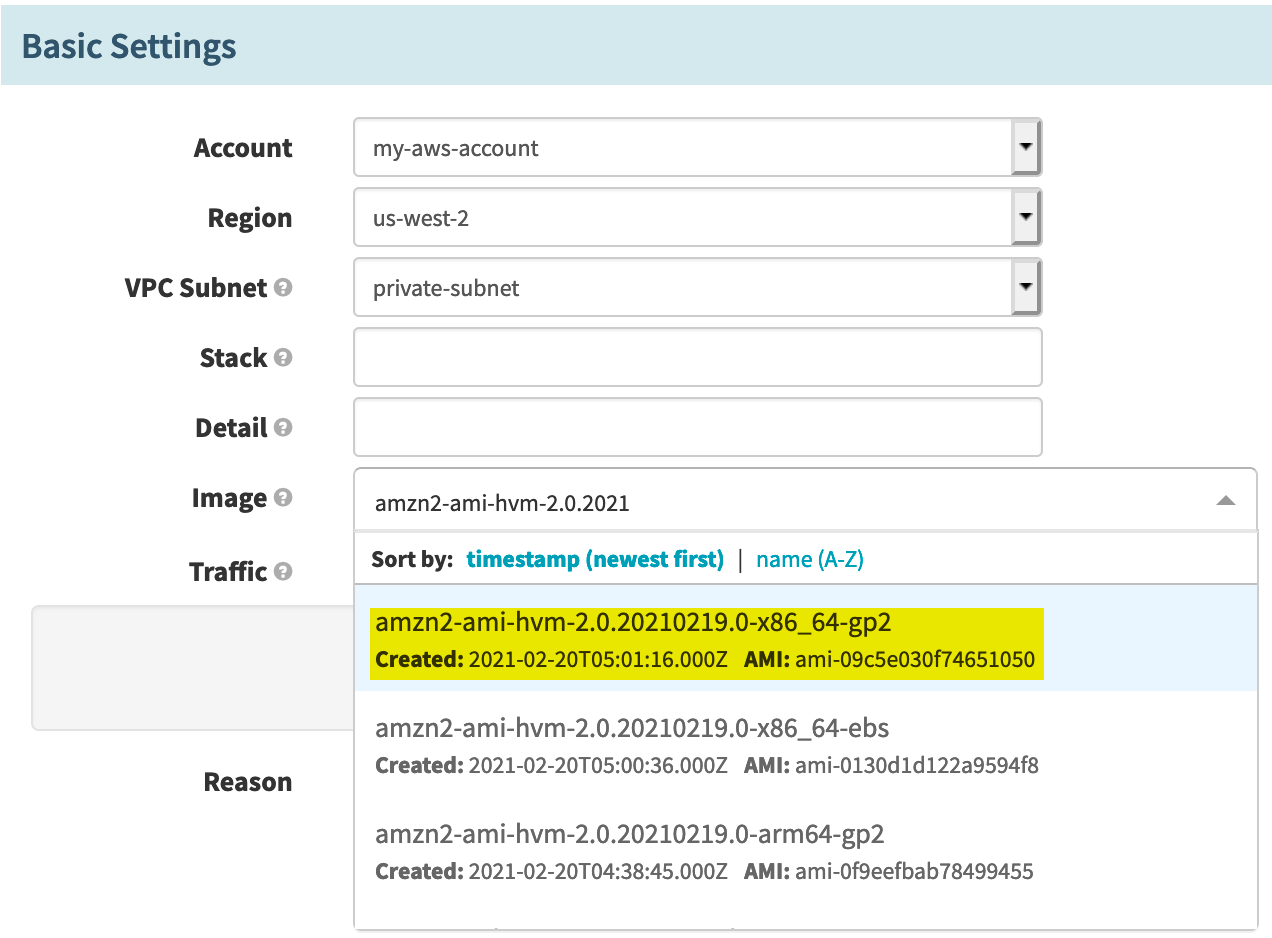 Basic Settings
Account my-aws-account
Region us-west-2
VPC Subnet private-subnet
Stack
Detail
Image amzn2-ami-hvm-2.0.2021
Sort by: timestamp (newest first) | name (A-Z)
Traffic
amzn2-ami-hvm-2.0.20210219.0-x86_64-gp2
Created: 2021-02-20T05:01:16.000Z AMI: ami-09c5e030f74651050
amzn2-ami-hvm-2.0.20210219.0-x86_64-ebs
Created: 2021-02-20T05:00:36.000Z AMI: ami-0130d1d122a9594f8
Reason
amzn2-ami-hvm-2.0.20210219.0-arm64-gp2
Created: 2021-02-20T04:38:45.000Z AMI: ami-0f9eefbab78499455